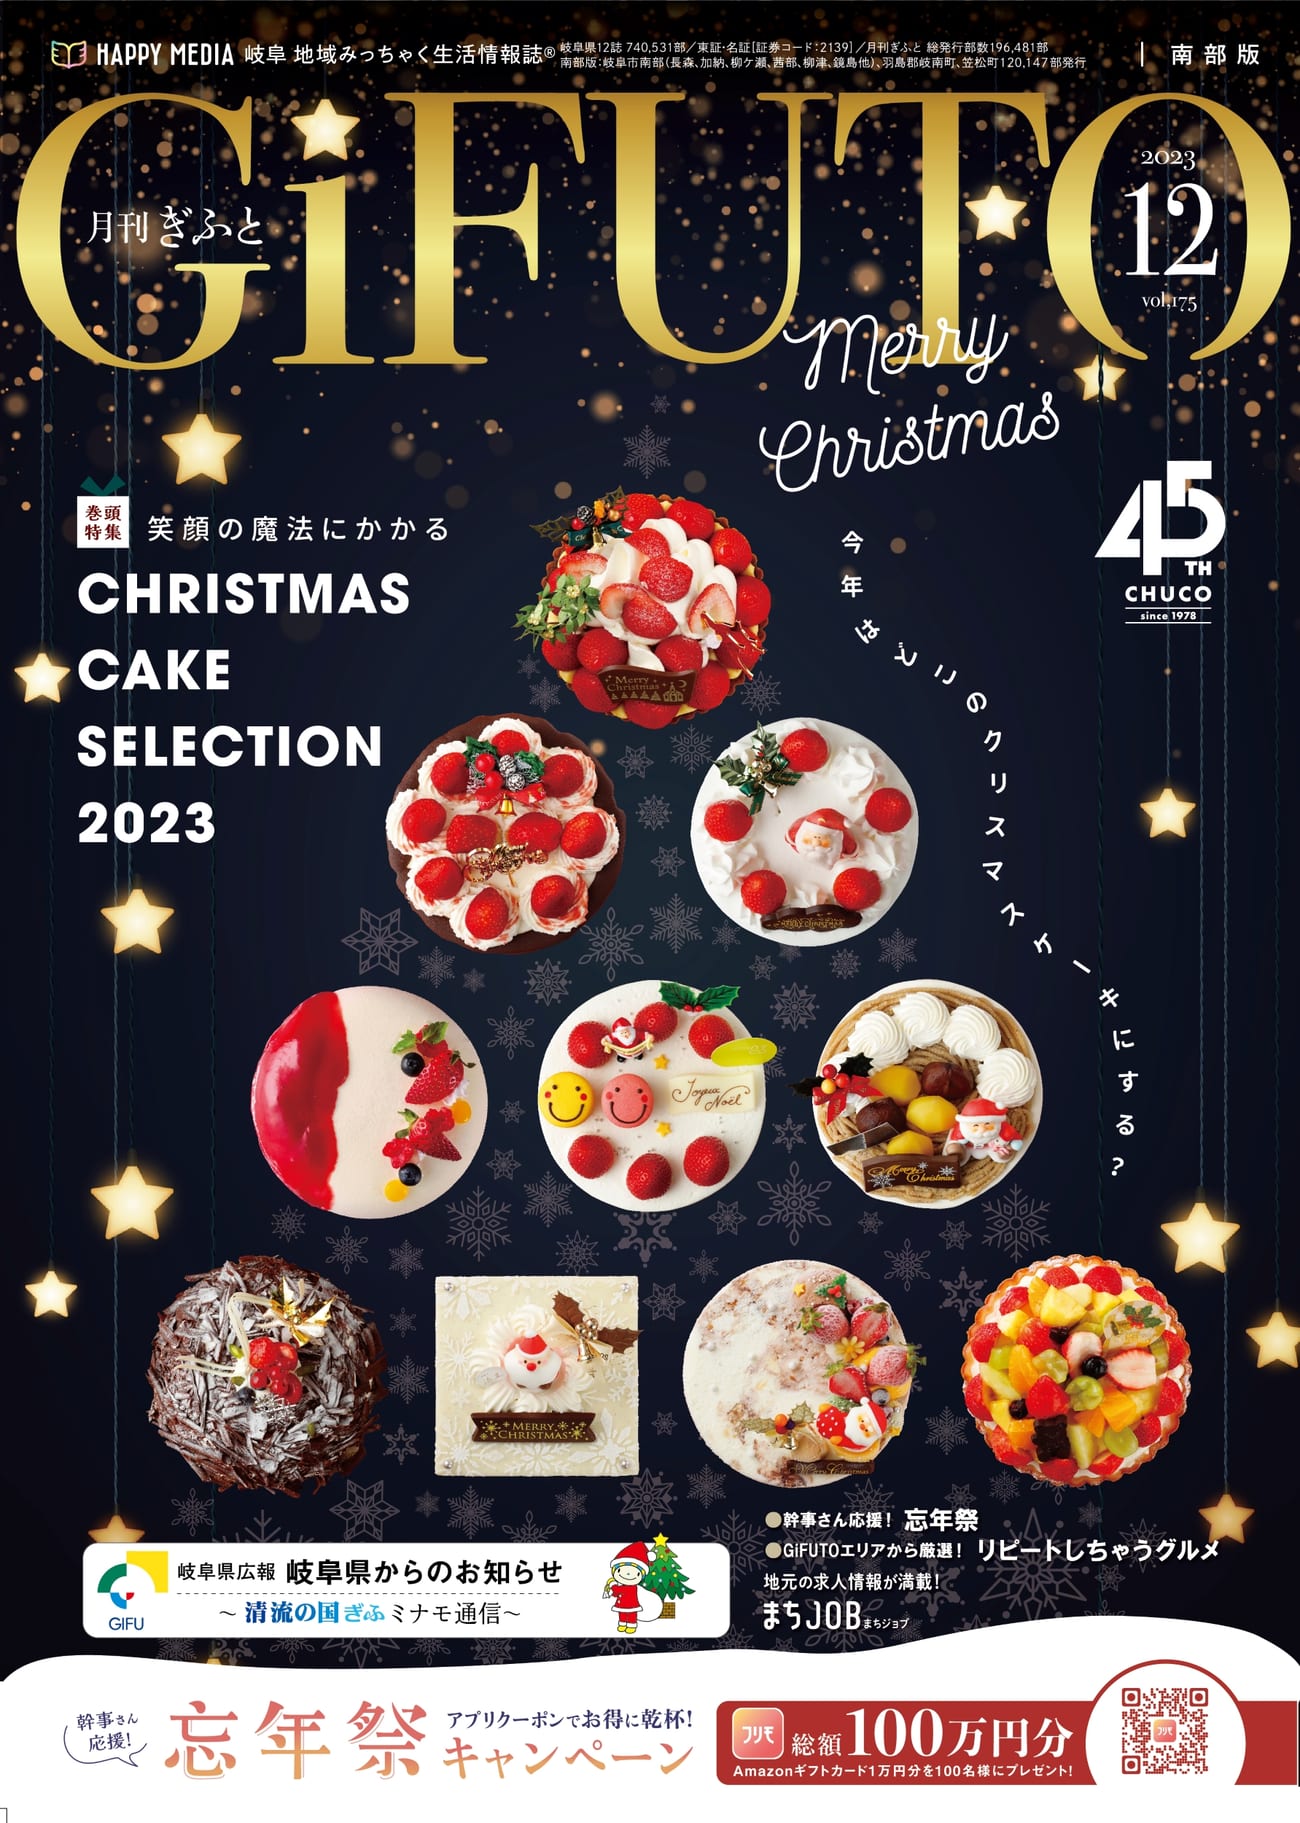 HAPPY MEDIA 岐阜 地域みっちゃく生活情報誌®
岐阜県12誌 740,531部／東証・名証[証券コード：2139]／月刊ぎふと 総発行部数196,481部
南部版：岐阜市南部(長森、加納、柳ケ瀬、茜部、柳津、鏡島他)、羽島郡岐南町、笠松町120,147部発行
南部版
GiFUTO
月刊ぎふと
2023
12
vol,175
Merry
Christmas
巻頭
特集
笑顔の魔法にかかる
CHRISTMAS
CAKE
SELECTION
2023
今年はどこのクリスマスケーキにする？
45
TH
CHUCO
since 1978
Merry
Christmas
MERRY CHRISTMAS
Joyeux
Noël
Merry
Christmas
MERRY
CHRISTMAS
Merry Christmas
●幹事さん応援！ 忘年祭
●GiFUTOエリアから厳選！ リピートしちゃうグルメ
地元の求人情報が満載！
まちJOBまちジョブ
GIFU
岐阜県広報 岐阜県からのお知らせ
～清流の国ぎふミナモ通信～
幹事さん
応援！
忘年祭
アプリクーポンでお得に乾杯！
キャンペーン
フリモ
総額100万円分
Amazonギフトカード1万円分を100名様にプレゼント！
フリモ